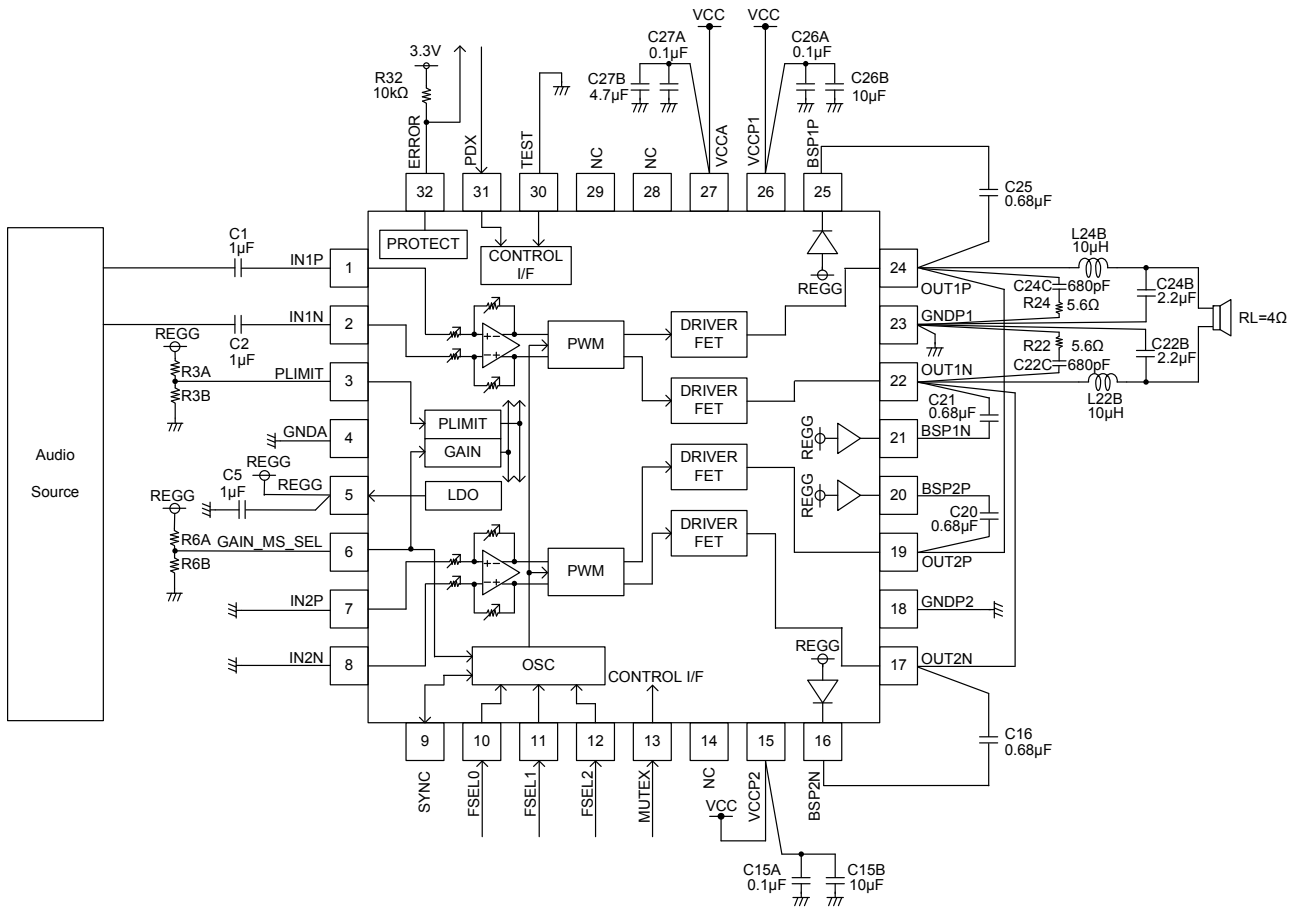 VCC
VCC
C27A
0.1µF
C26A
0.1µF
C27B
4.7µF
C26B
10µF
3.3V
R32
10kΩ
ERROR
PDX
TEST
NC
NC
VCCA
VCCP1
BSP1P
32
31
30
29
28
27
26
25
C25
0.68µF
PROTECT
CONTROL
I/F
REGG
Audio
Source
C1
1µF
IN1P
1
IN1N
2
C2
1µF
REGG
R3A
R3B
PLIMIT
3
GNDA
4
REGG
C5
1µF
REGG
5
REGG
R6A
R6B
GAIN_MS_SEL
6
IN2P
7
IN2N
8
PWM
DRIVER
FET
DRIVER
FET
PLIMIT
GAIN
LDO
DRIVER
FET
DRIVER
FET
PWM
OSC
CONTROL I/F
REGG
REGG
REGG
24
OUT1P
23
GNDP1
22
OUT1N
21
BSP1N
20
BSP2P
19
OUT2P
18
GNDP2
17
OUT2N
L24B
10µH
C24C
680pF
R24
5.6Ω
C24B
2.2µF
R22
5.6Ω
C22C
680pF
C22B
2.2µF
L22B
10µH
RL=4Ω
C21
0.68µF
C20
0.68µF
C16
0.68µF
9
10
11
12
13
14
15
16
SYNC
FSEL0
FSEL1
FSEL2
MUTEX
NC
VCCP2
BSP2N
VCC
C15A
0.1µF
C15B
10µF